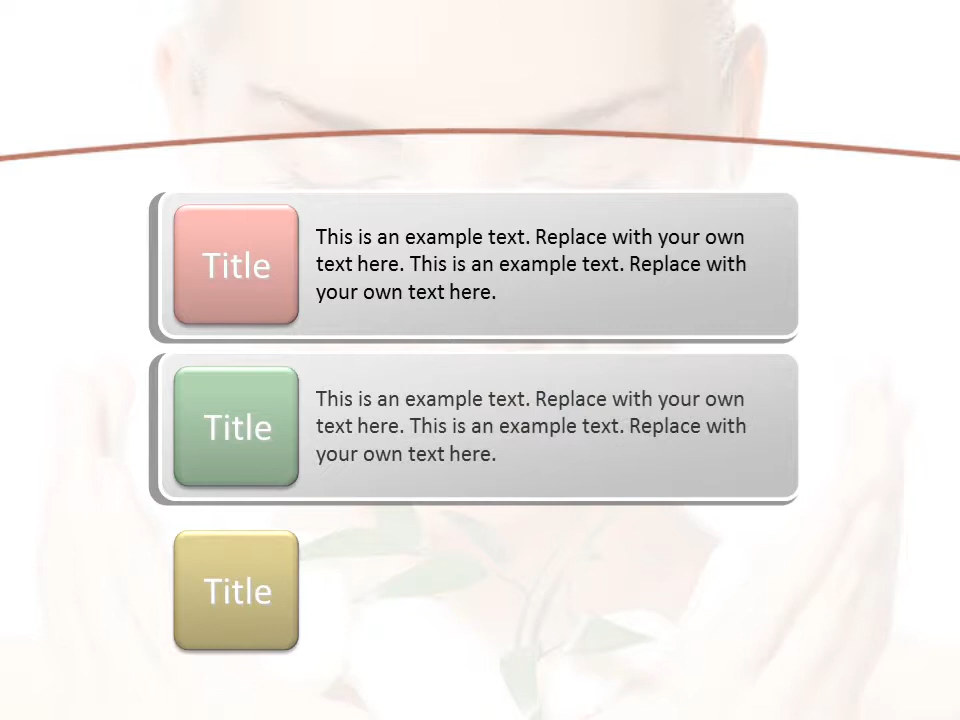 Title
This is an example text. Replace with your own
text here. This is an example text. Replace with
your own text here.
Title
This is an example text. Replace with your own
text here. This is an example text. Replace with
your own text here.
Title